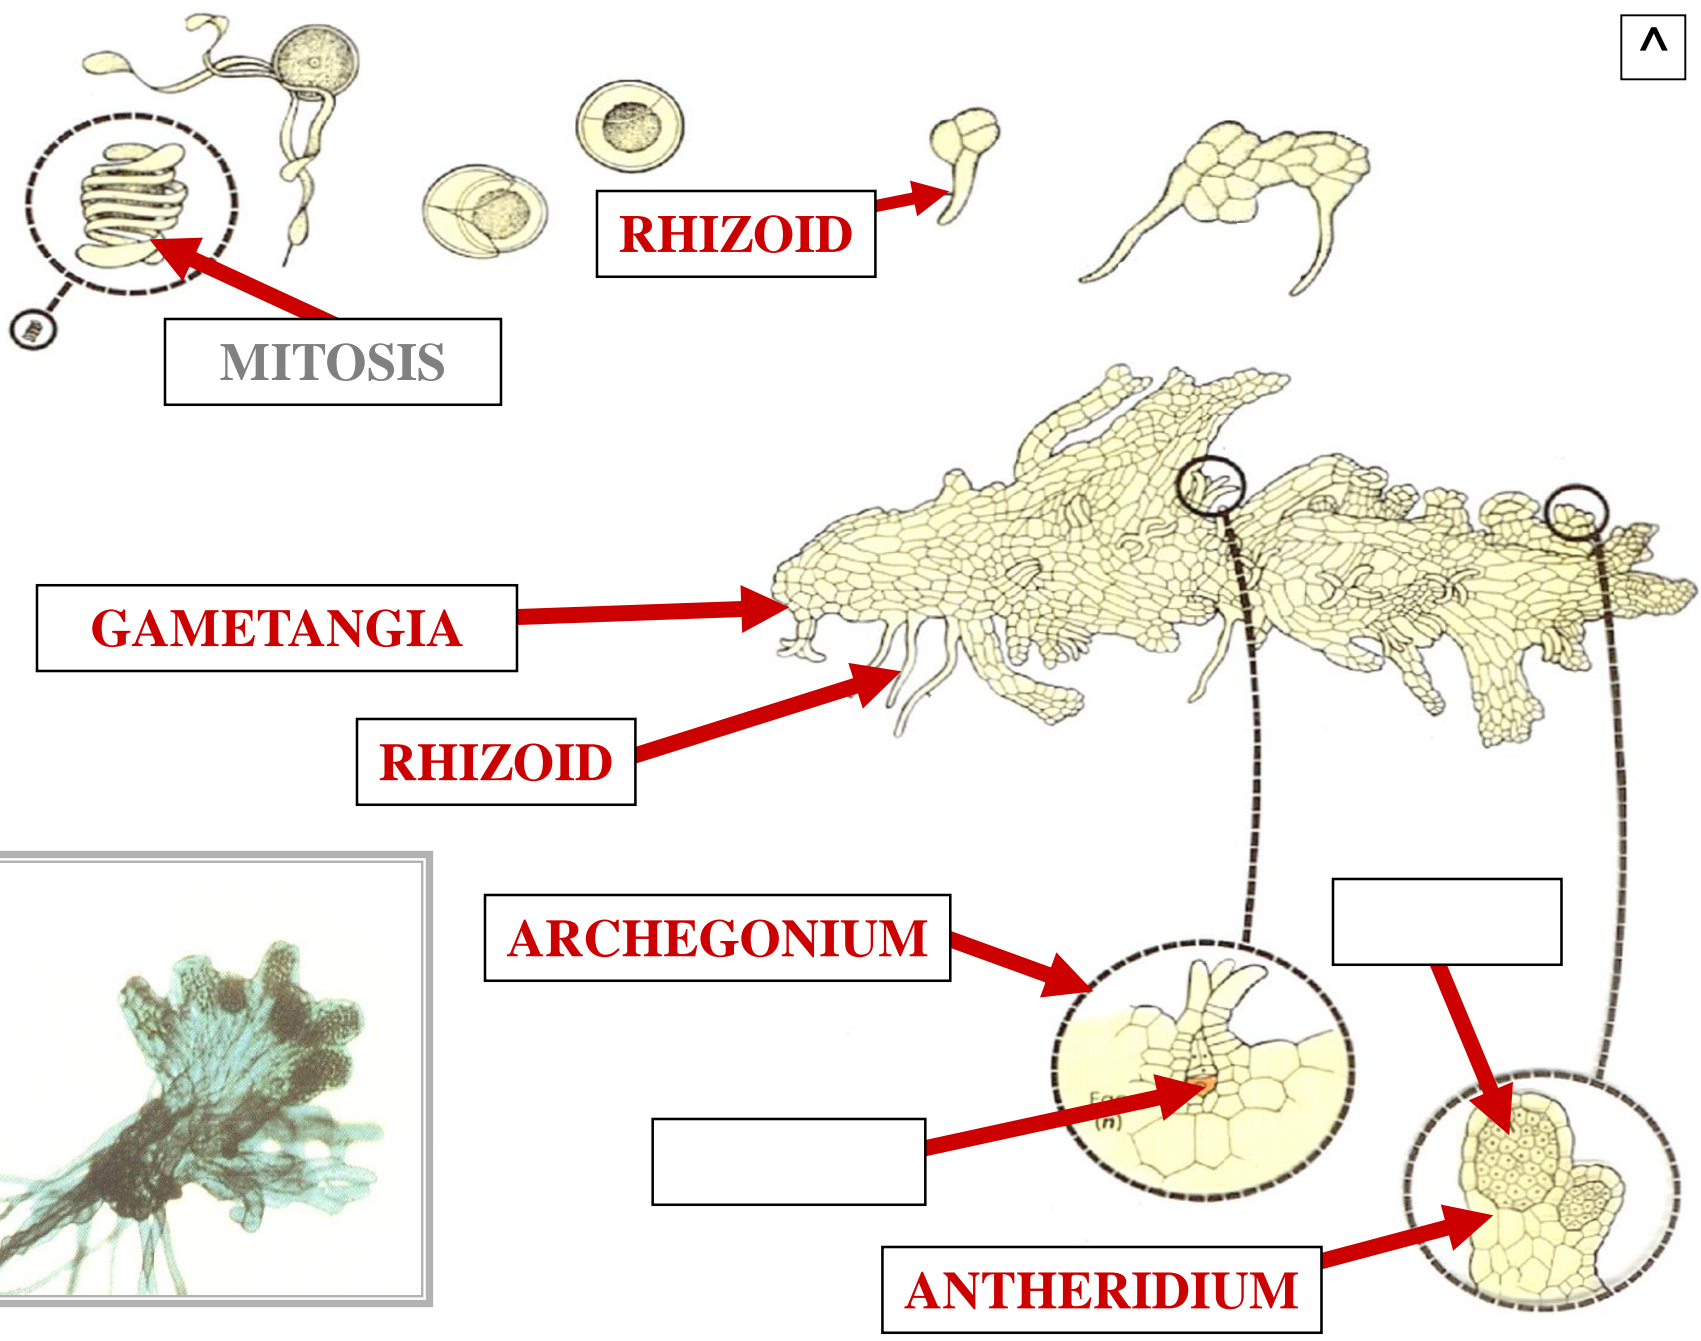 ^
RHIZOID
MITOSIS
GAMETANGIA
RHIZOID
ARCHEGONIUM
(n)
ANTHERIDIUM